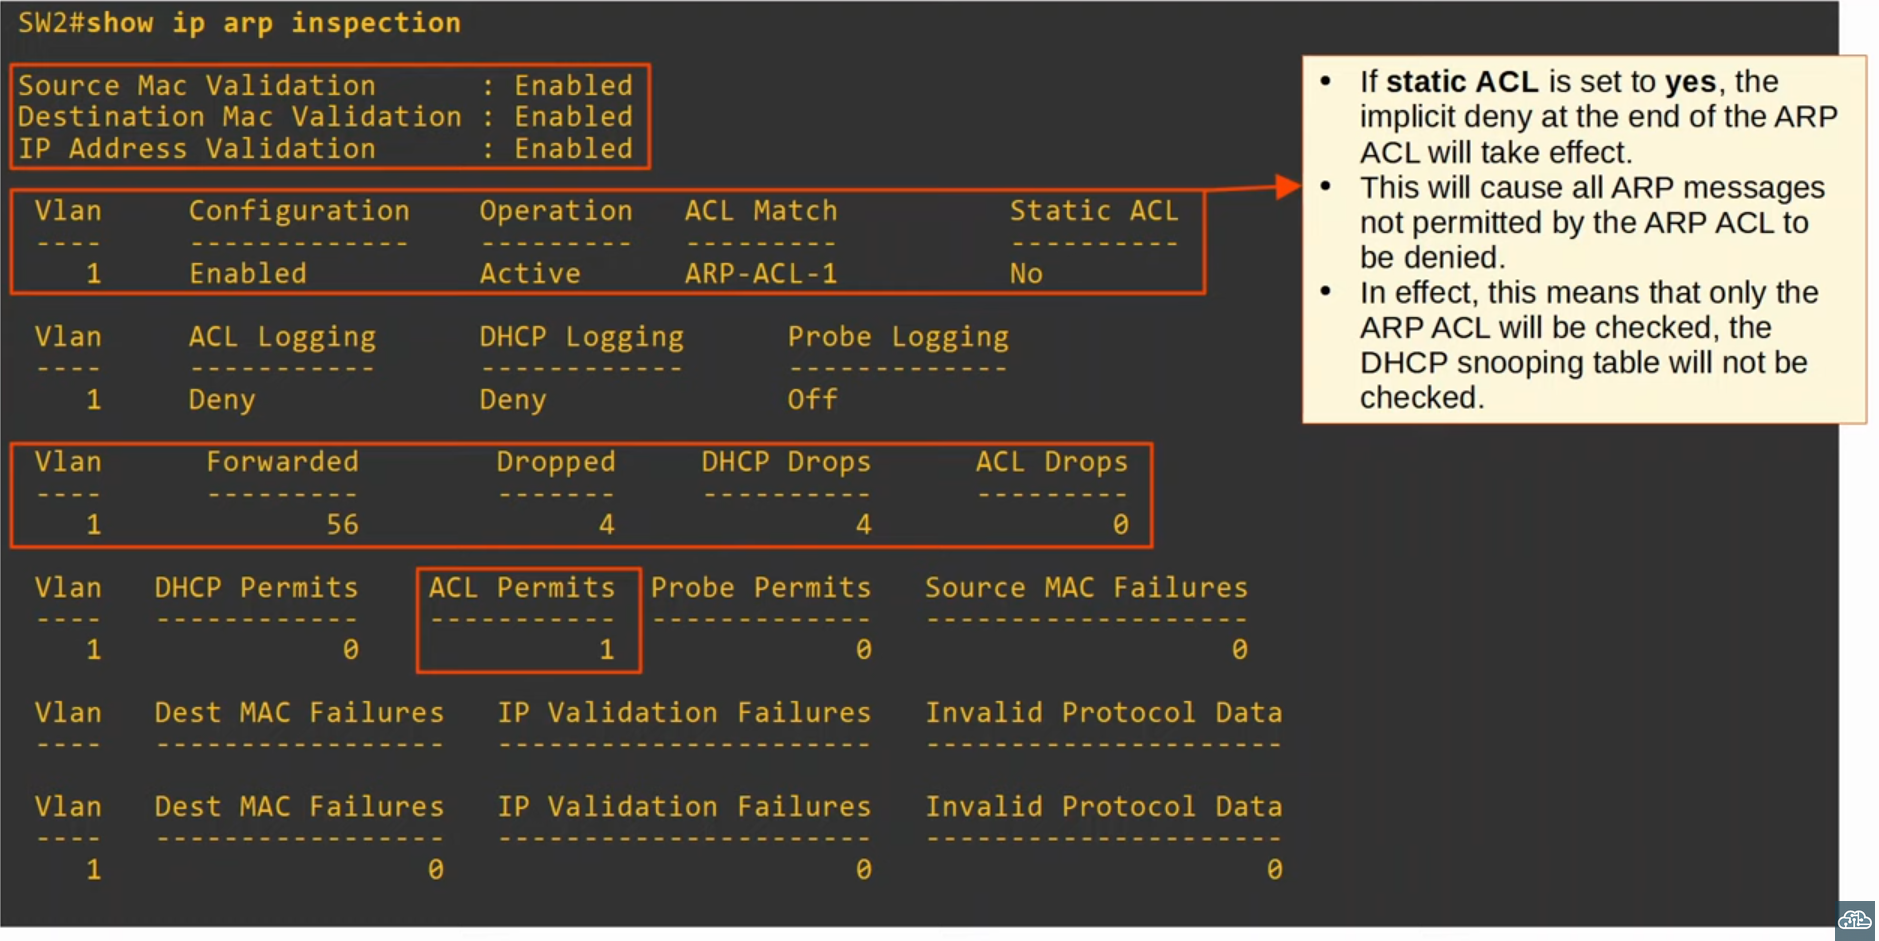 SW2#show ip arp inspection
Source Mac Validation      : Enabled
Destination Mac Validation : Enabled
IP Address Validation      : Enabled
Vlan     Configuration    Operation   ACL Match          Static ACL
----     -------------    ---------   ---------          ----------
   1     Enabled          Active      ARP-ACL-1          No
Vlan     ACL Logging      DHCP Logging      Probe Logging
----     -----------      ------------      -------------
   1     Deny             Deny              Off
Vlan      Forwarded        Dropped     DHCP Drops      ACL Drops
----      ---------        -------     ----------      ---------
   1             56              4              4              0
Vlan   DHCP Permits    ACL Permits  Probe Permits   Source MAC Failures
----   ------------    -----------  -------------   -------------------
   1              0              1              0                     0
Vlan   Dest MAC Failures   IP Validation Failures   Invalid Protocol Data
----   -----------------   ----------------------   ---------------------
Vlan   Dest MAC Failures   IP Validation Failures   Invalid Protocol Data
----   -----------------   ----------------------   ---------------------
   1                   0                        0                       0
• If static ACL is set to yes, the
implicit deny at the end of the ARP
ACL will take effect.
• This will cause all ARP messages
not permitted by the ARP ACL to
be denied.
• In effect, this means that only the
ARP ACL will be checked, the
DHCP snooping table will not be
checked.